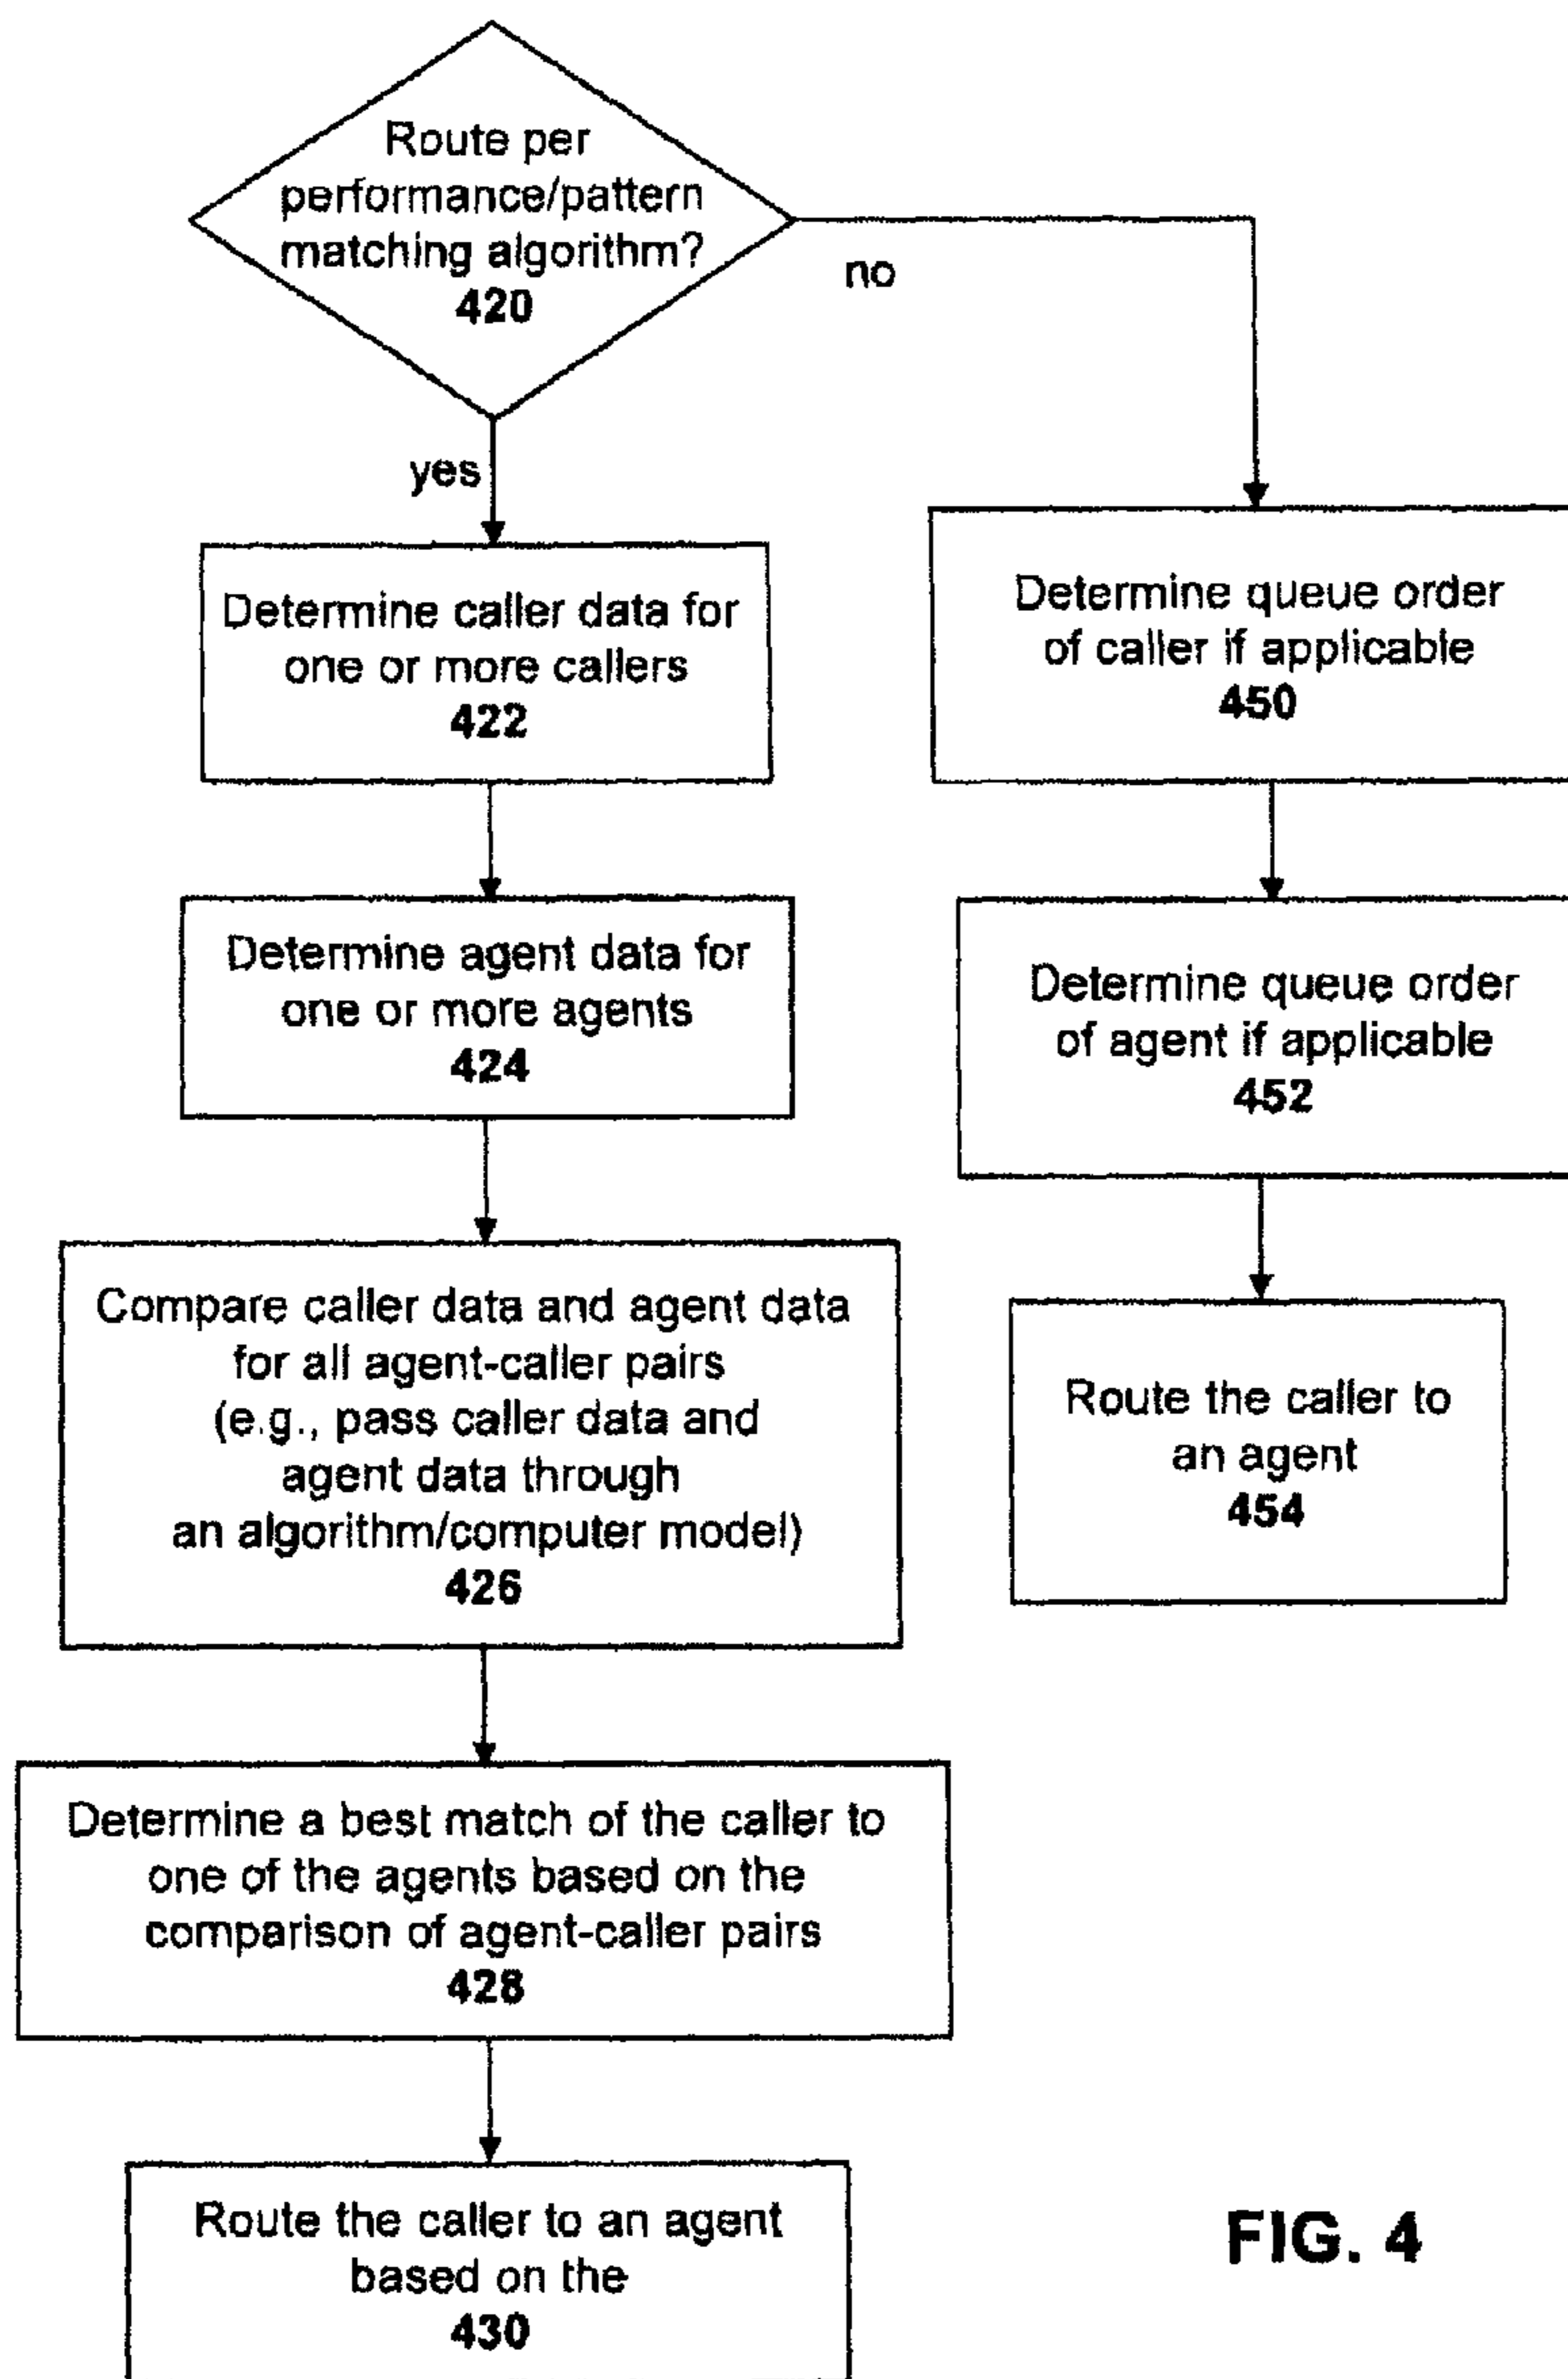 Route per
performance/pattern
matching algorithm?
420
no
yes
Determine caller data for
one or more callers
422
Determine queue order
of caller if applicable
450
Determine agent data for
one or more agents
424
Determine queue order
of agent if applicable
452
Compare caller data and agent data
for all agent-caller pairs
(e.g., pass caller data and
agent data through
an algorithm/computer model)
426
Route the caller to
an agent
454
Determine a best match of the caller to
one of the agents based on the
comparison of agent-caller pairs
428
Route the caller to an agent
based on the
430
FIG. 4